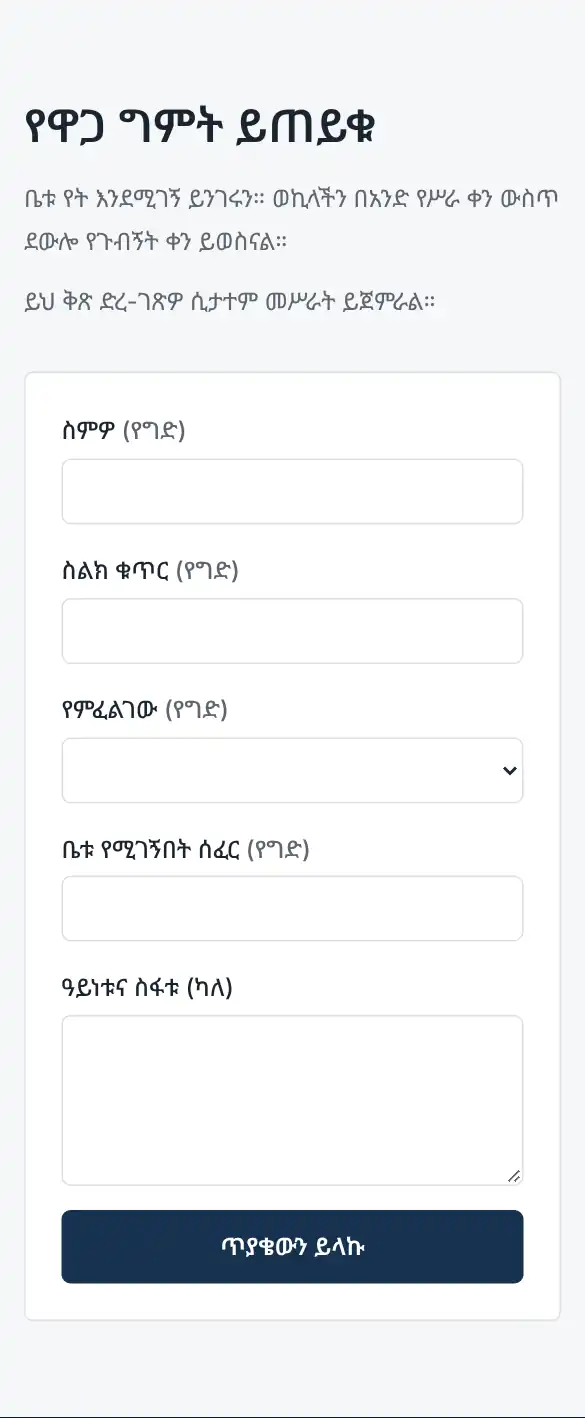 የዋጋ ግምት ይጠይቁ
ቤቱ የት እንደሚገኝ ይንገሩን። ወኪላችን በአንድ የሥራ ቀን ውስጥ
ደውሎ የጉብኝት ቀን ይወስናል።
ይህ ቅጽ ድረ-ገጽዎ ሲታተም መሥራት ይጀምራል።
ስምዎ (የግድ)
ስልክ ቁጥር (የግድ)
የምፈልገው (የግድ)
ቤቱ የሚገኝበት ሰፈር (የግድ)
ዓይነቱና ስፋቱ (ካለ)
ጥያቄውን ይላኩ